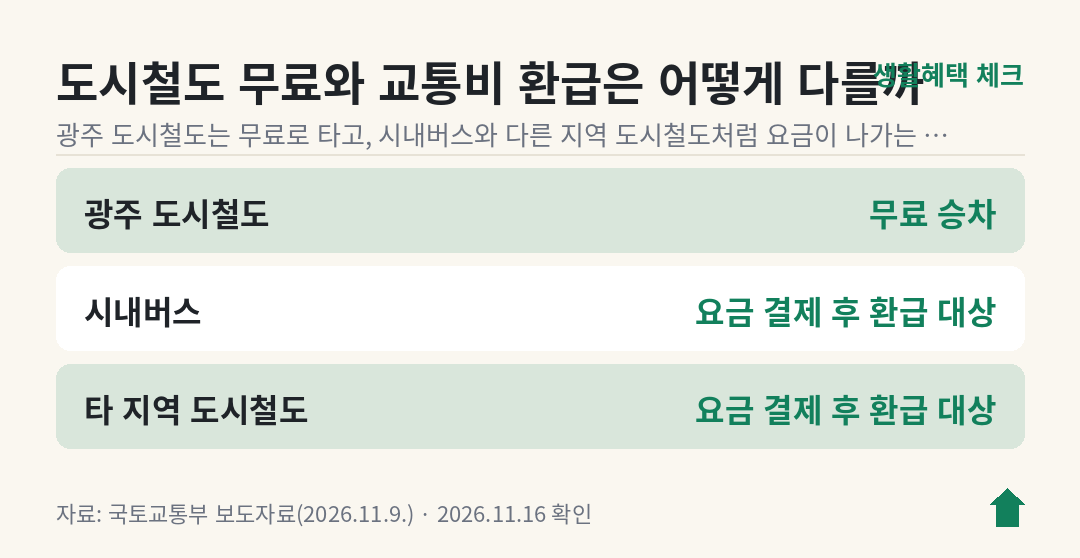 도시철도 무료와 교통비 환급은 어떻게 다를까
생활혜택 체크
광주 도시철도는 무료로 타고, 시내버스와 다른 지역 도시철도처럼 요금이 나가는 …
광주 도시철도
무료 승차
시내버스
요금 결제 후 환급 대상
타 지역 도시철도
요금 결제 후 환급 대상
자료: 국토교통부 보도자료(2026.11.9.) · 2026.11.16 확인